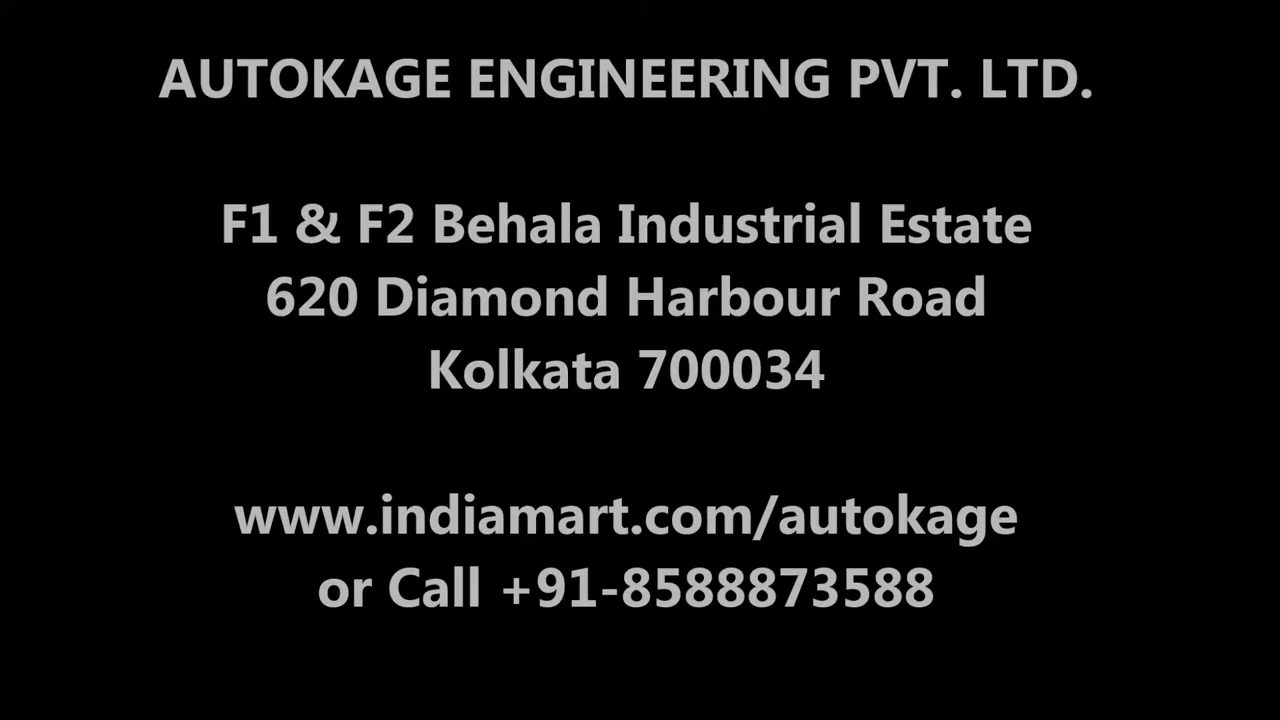 AUTOKAGE ENGINEERING PVT. LTD.
F1 & F2 Behala Industrial Estate
620 Diamond Harbour Road
Kolkata 700034
www.indiamart.com/autokage
or Call +91-8588873588